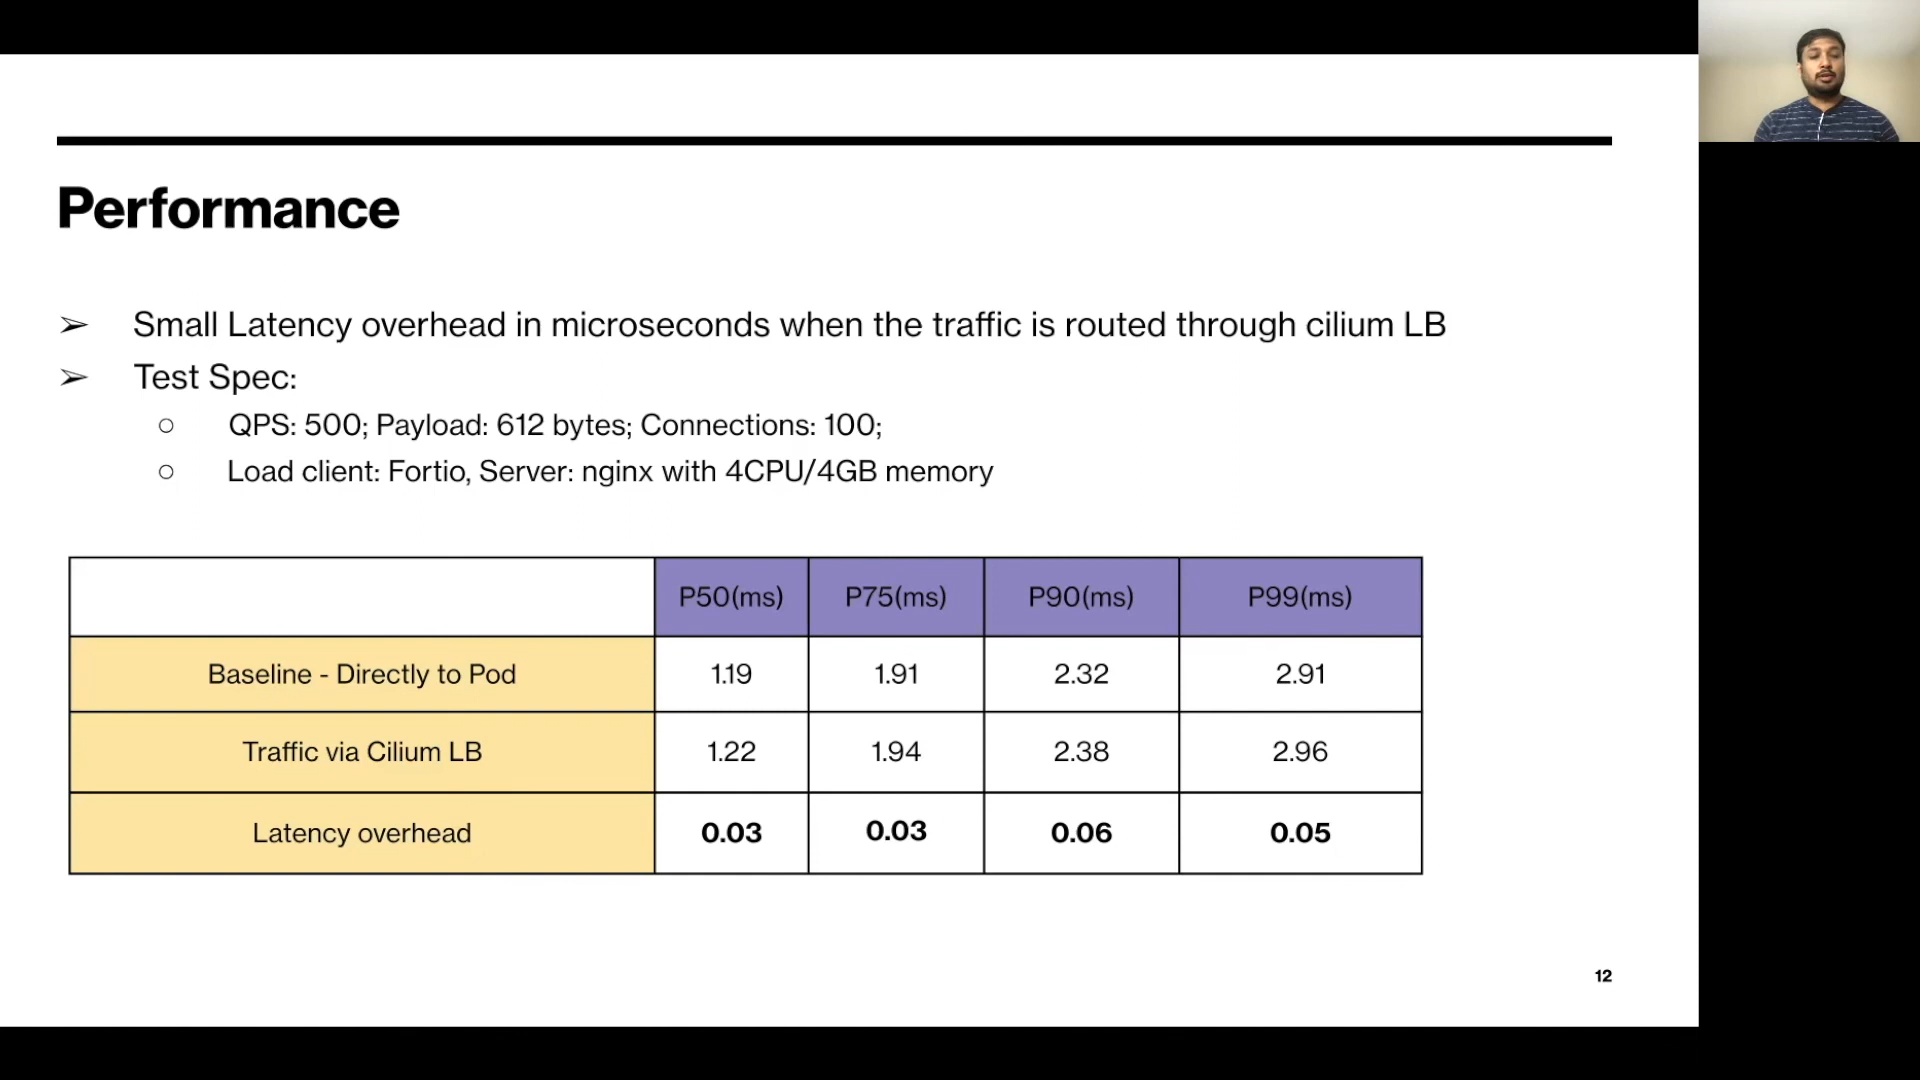 Performance
➢ Small Latency overhead in microseconds when the traffic is routed through cilium LB
➢ Test Spec:
○ QPS: 500; Payload: 612 bytes; Connections: 100;
○ Load client: Fortio, Server: nginx with 4CPU/4GB memory
P50(ms) P75(ms) P90(ms) P99(ms)
Baseline - Directly to Pod 1.19 1.91 2.32 2.91
Traffic via Cilium LB 1.22 1.94 2.38 2.96
Latency overhead 0.03 0.03 0.06 0.05
12